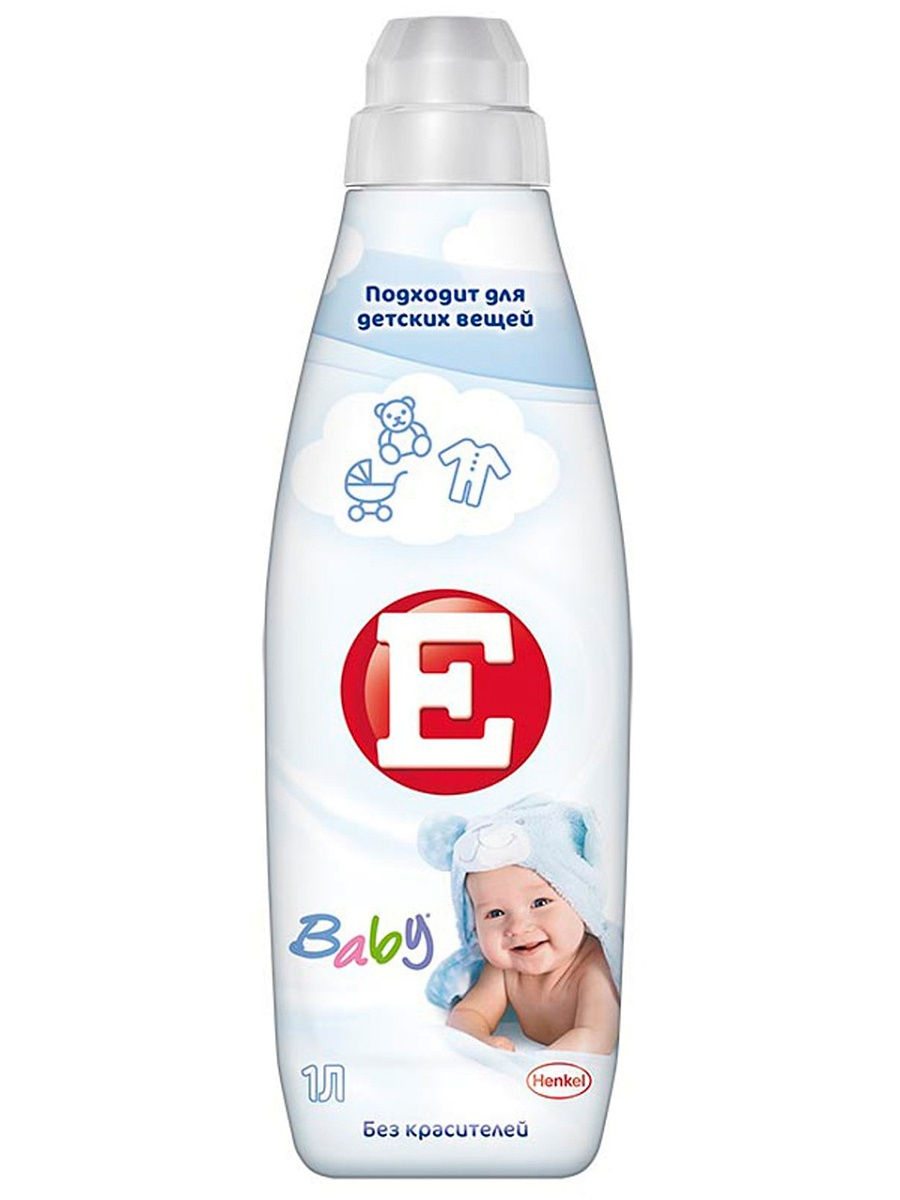 Подходит для
детских вещей
E
Baby
1Л
Henkel
Без красителей